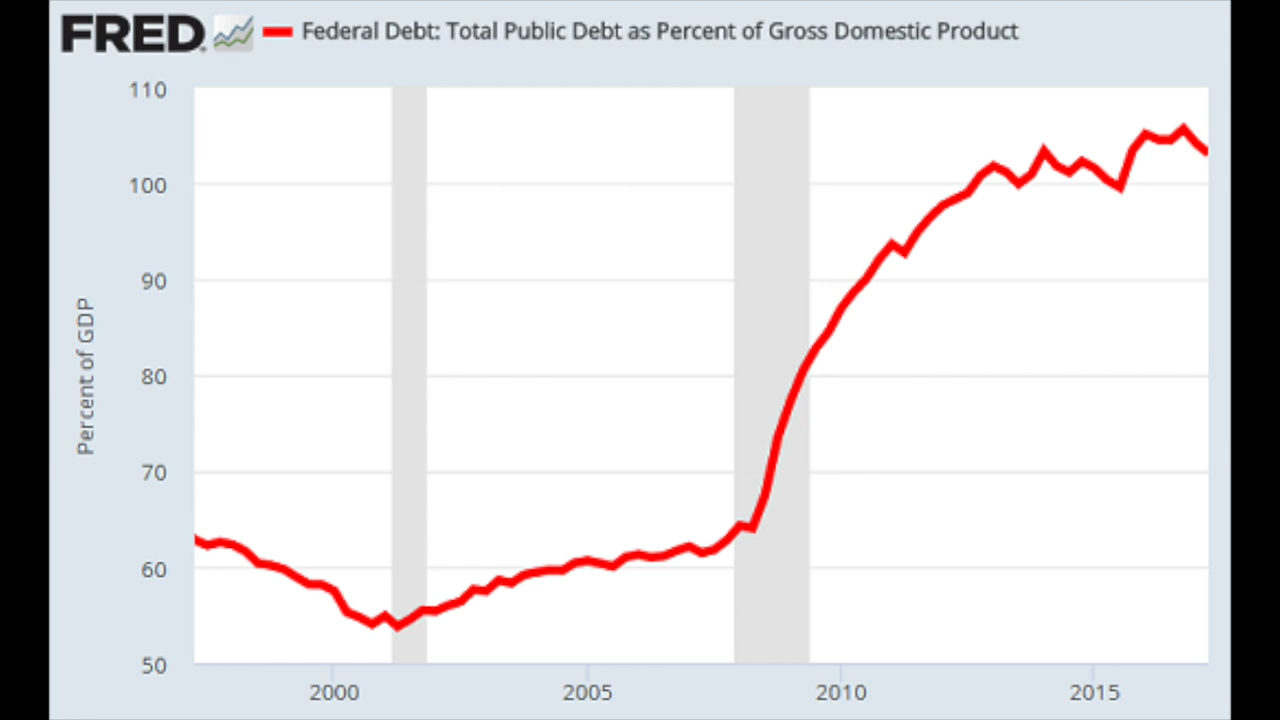 FRED Federal Debt: Total Public Debt as Percent of Gross Domestic Product
110
100
90
80
70
60
50
Percent of GDP
2000 2005 2010 2015